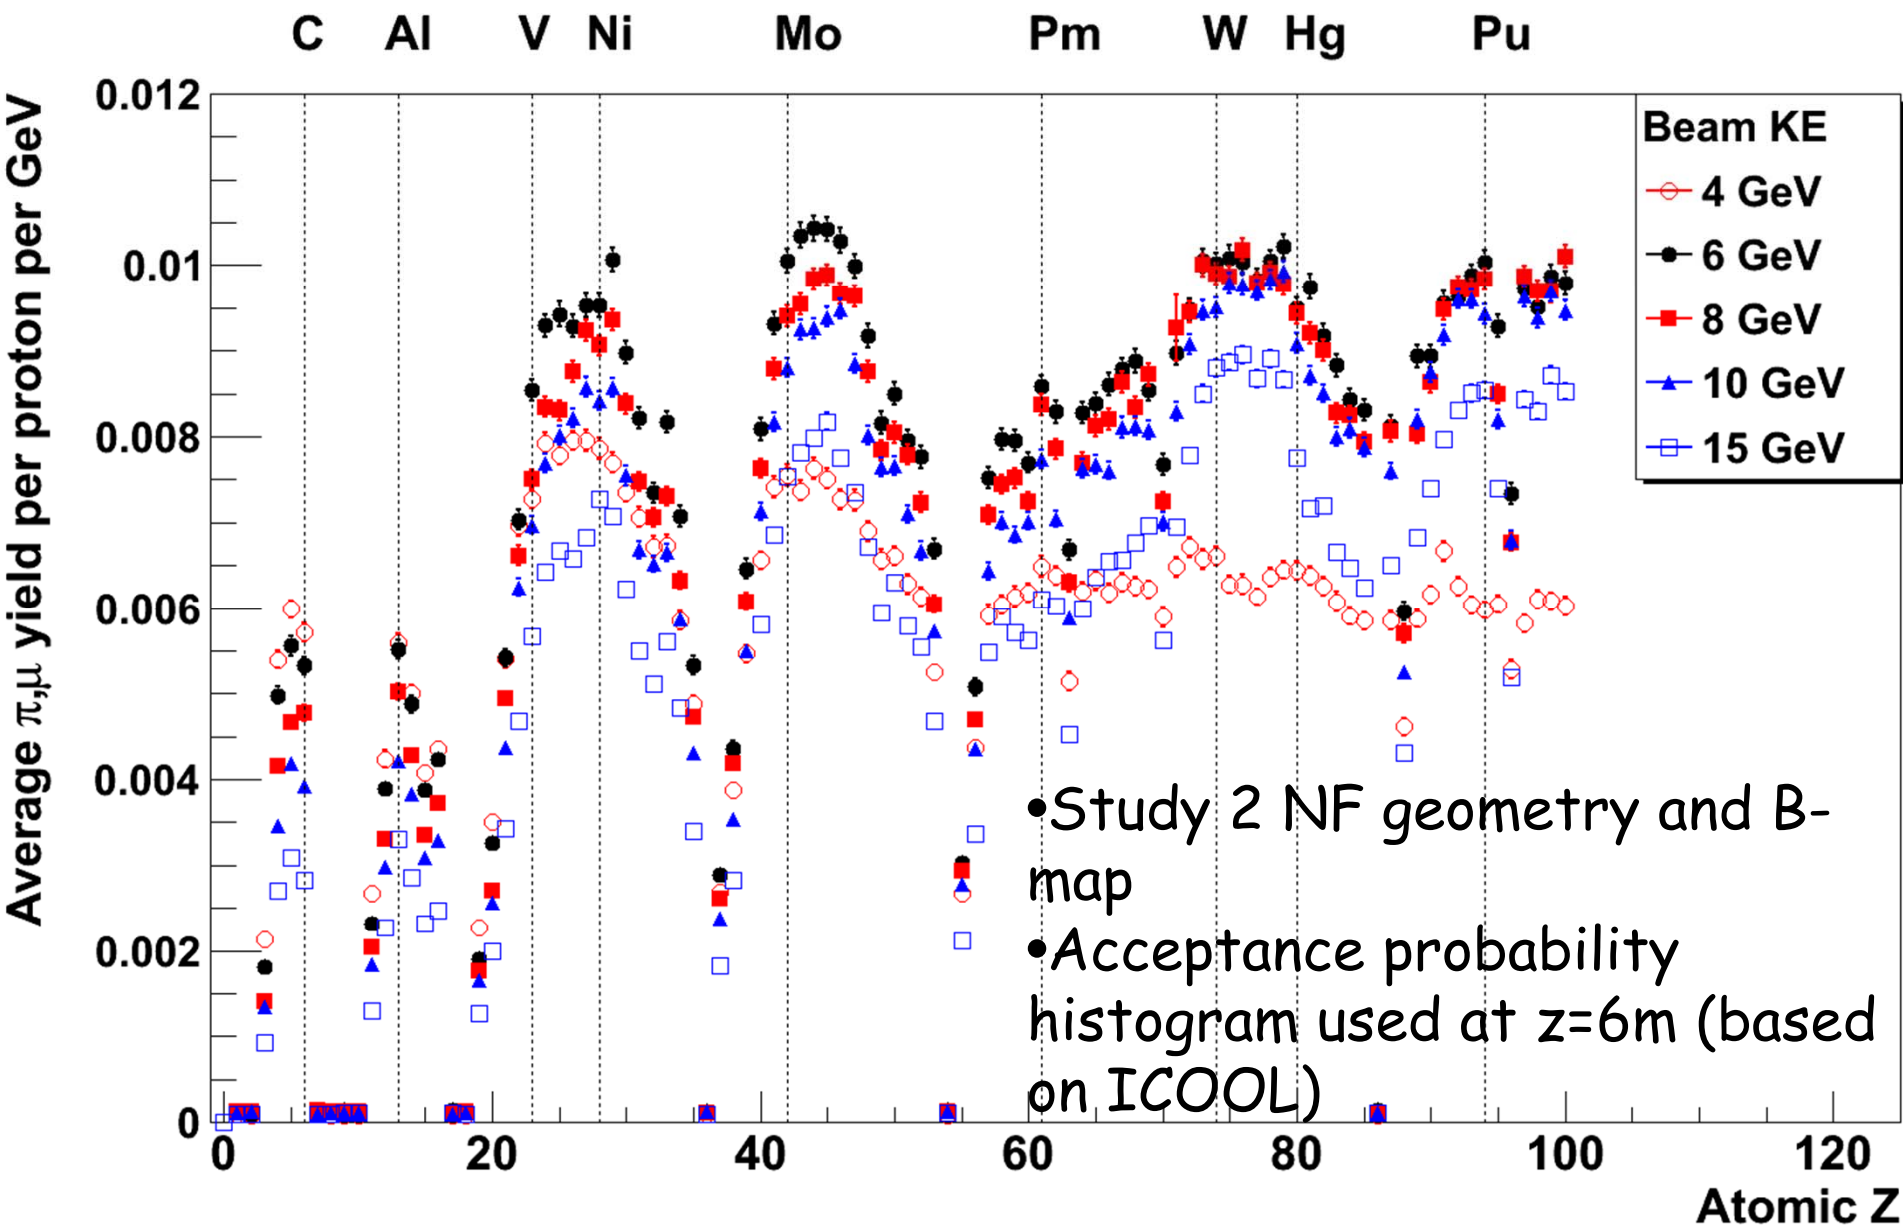 C Al V Ni Mo Pm W Hg Pu
Average π,μ yield per proton per GeV
0.012
0.01
0.008
0.006
0.004
0.002
0
Beam KE
4 GeV
6 GeV
8 GeV
10 GeV
15 GeV
•Study 2 NF geometry and B-
map
•Acceptance probability
histogram used at z=6m (based
on ICOOL)
0 20 40 60 80 100 120
Atomic Z